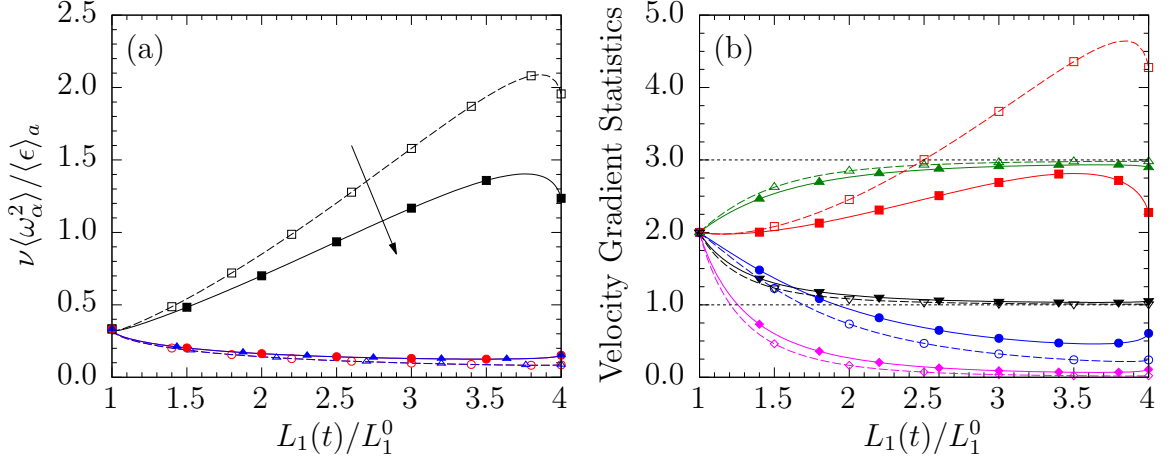 (a)
ν⟨ω²_α⟩/⟨ϵ⟩_a
2.5
2.0
1.5
1.0
0.5
0.0
1 1.5 2 2.5 3 3.5 4
L₁(t)/L₁⁰
(b)
Velocity Gradient Statistics
5.0
4.0
3.0
2.0
1.0
0.0
1 1.5 2 2.5 3 3.5 4
L₁(t)/L₁⁰